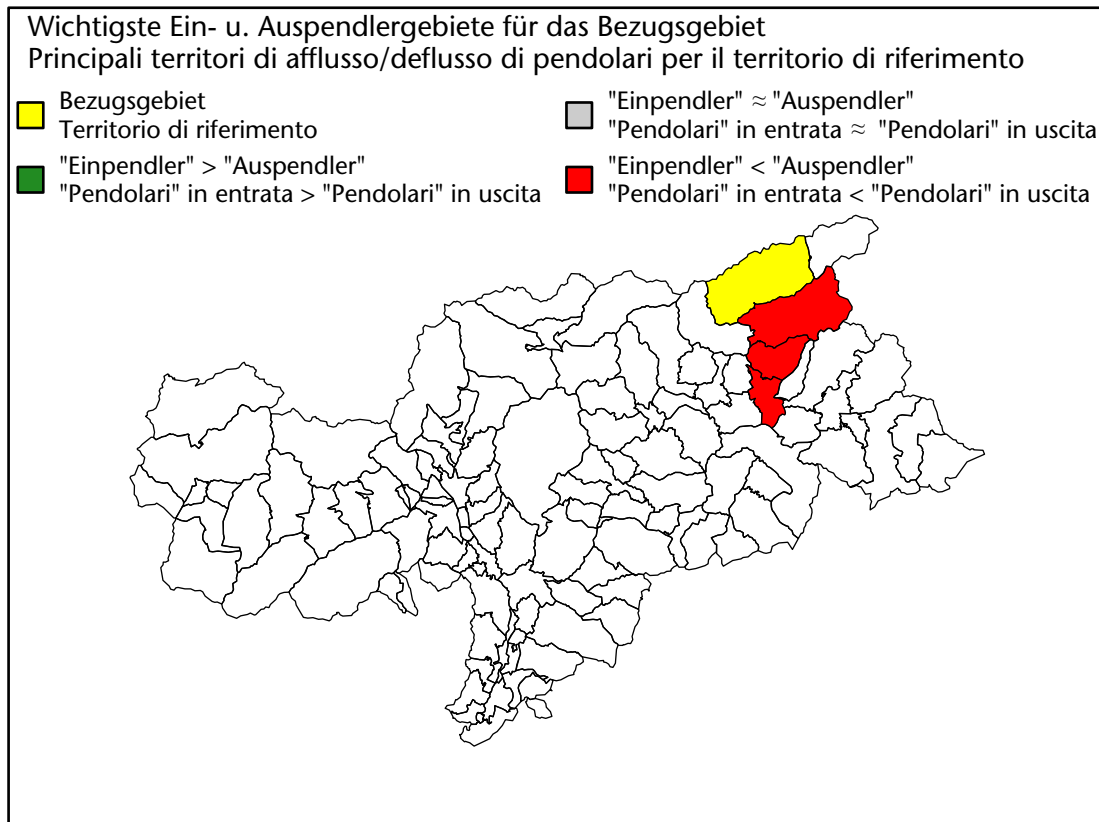 Wichtigste Ein- u. Auspendlergebiete für das Bezugsgebiet
Principali territori di afflusso/deflusso di pendolari per il territorio di riferimento
Bezugsgebiet
Territorio di riferimento
"Einpendler" > "Auspendler"
"Pendolari" in entrata > "Pendolari" in uscita
"Einpendler" ≈ "Auspendler"
"Pendolari" in entrata ≈ "Pendolari" in uscita
"Einpendler" < "Auspendler"
"Pendolari" in entrata < "Pendolari" in uscita